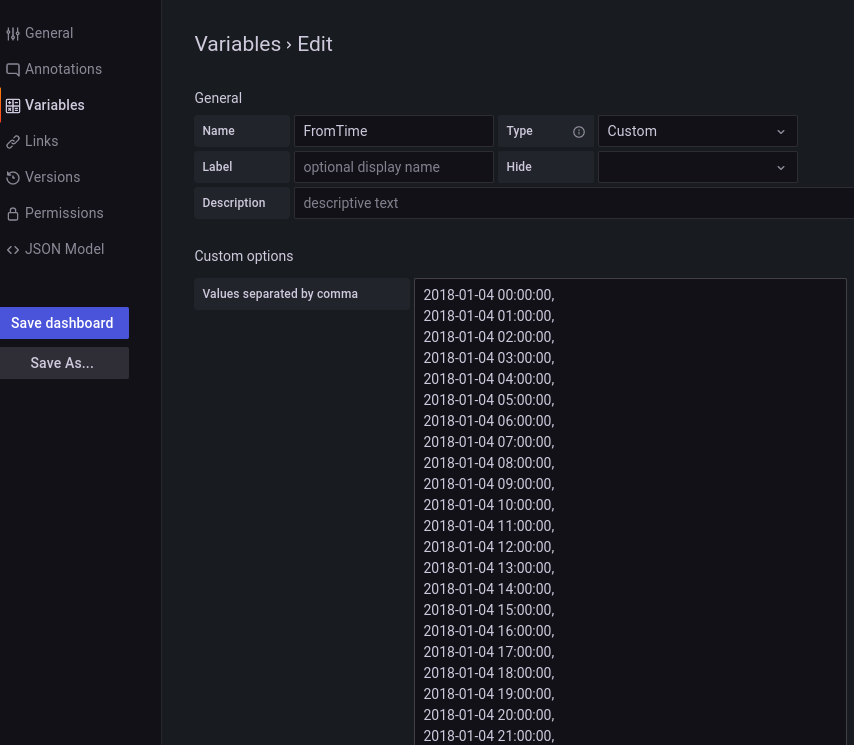 General
Annotations
Variables
Links
Versions
Permissions
JSON Model
Save dashboard
Save As...
Variables › Edit
General
Name FromTime Type Custom
Label optional display name Hide
Description descriptive text
Custom options
Values separated by comma
2018-01-04 00:00:00,
2018-01-04 01:00:00,
2018-01-04 02:00:00,
2018-01-04 03:00:00,
2018-01-04 04:00:00,
2018-01-04 05:00:00,
2018-01-04 06:00:00,
2018-01-04 07:00:00,
2018-01-04 08:00:00,
2018-01-04 09:00:00,
2018-01-04 10:00:00,
2018-01-04 11:00:00,
2018-01-04 12:00:00,
2018-01-04 13:00:00,
2018-01-04 14:00:00,
2018-01-04 15:00:00,
2018-01-04 16:00:00,
2018-01-04 17:00:00,
2018-01-04 18:00:00,
2018-01-04 19:00:00,
2018-01-04 20:00:00,
2018-01-04 21:00:00,